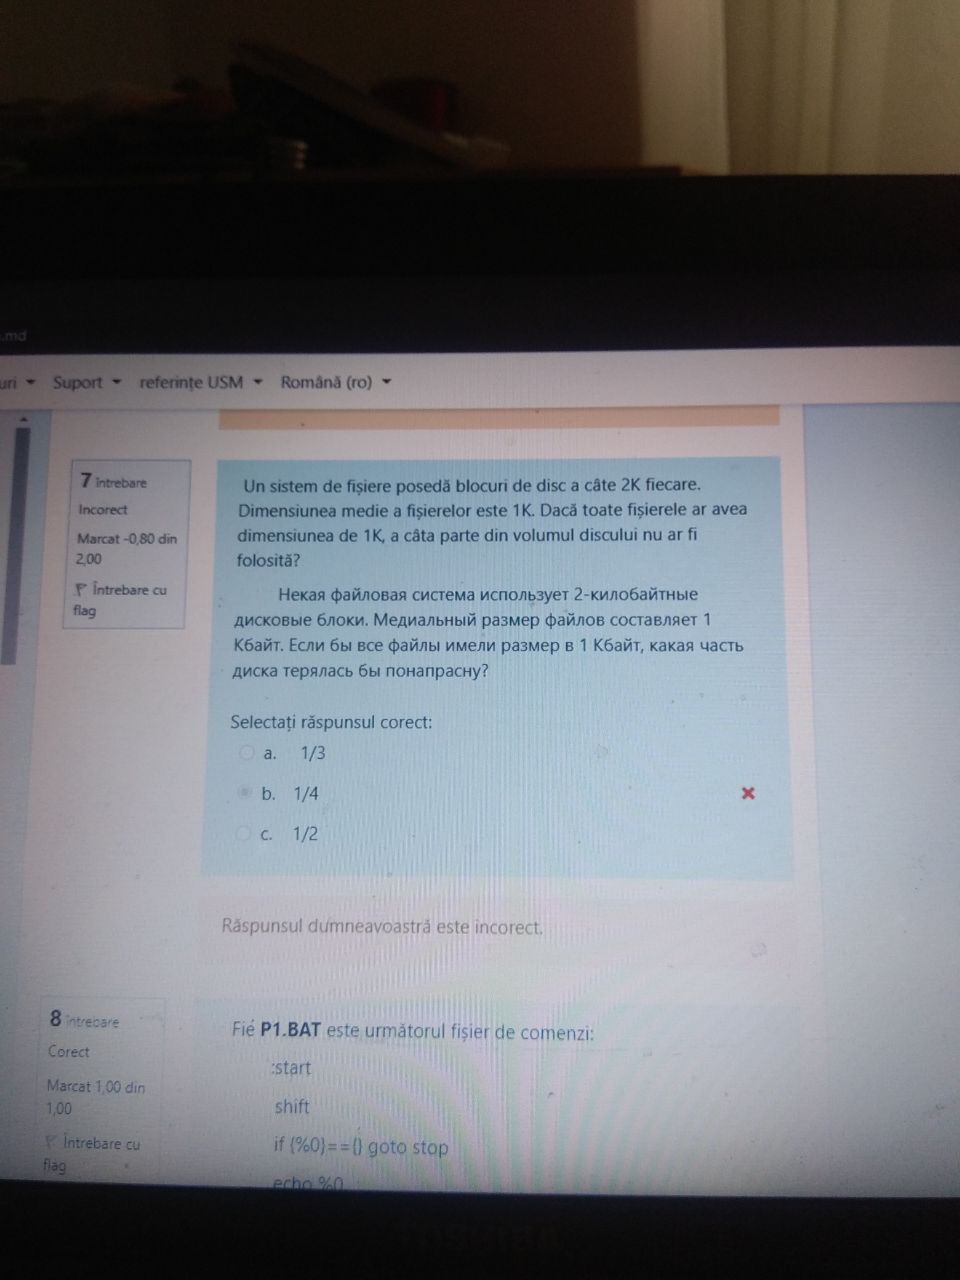 .md
uri Suport referințe USM Română (ro)
7 Întrebare
Incorect
Marcat -0,80 din
2,00
Întrebare cu
flag
Un sistem de fișiere posedă blocuri de disc a câte 2K fiecare.
Dimensiunea medie a fișierelor este 1K. Dacă toate fișierele ar avea
dimensiunea de 1K, a câta parte din volumul discului nu ar fi
folosită?
Некая файловая система использует 2-килобайтные
дисковые блоки. Медиальный размер файлов составляет 1
Кбайт. Если бы все файлы имели размер в 1 Кбайт, какая часть
диска терялась бы понапрасну?
Selectați răspunsul corect:
a. 1/3
b. 1/4
c. 1/2
Răspunsul dumneavoastră este incorect.
8 Întrebare
Corect
Marcat 1,00 din
1,00
Întrebare cu
flag
Fie P1.BAT este următorul fișier de comenzi:
:start
shift
if {%0}=={} goto stop
echo %0